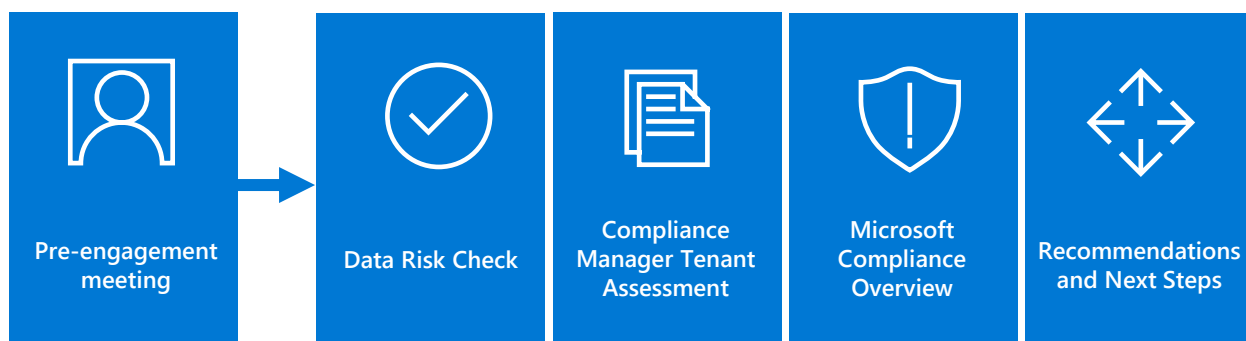 Pre-engagement
meeting
Data Risk Check
Compliance
Manager Tenant
Assessment
Microsoft
Compliance
Overview
Recommendations
and Next Steps